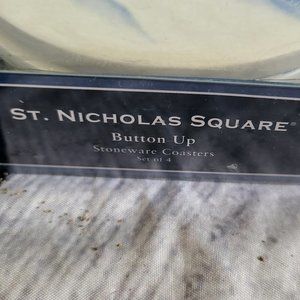 ST. NICHOLAS SQUARE®
Button Up
Stoneware Coasters
Set of 4